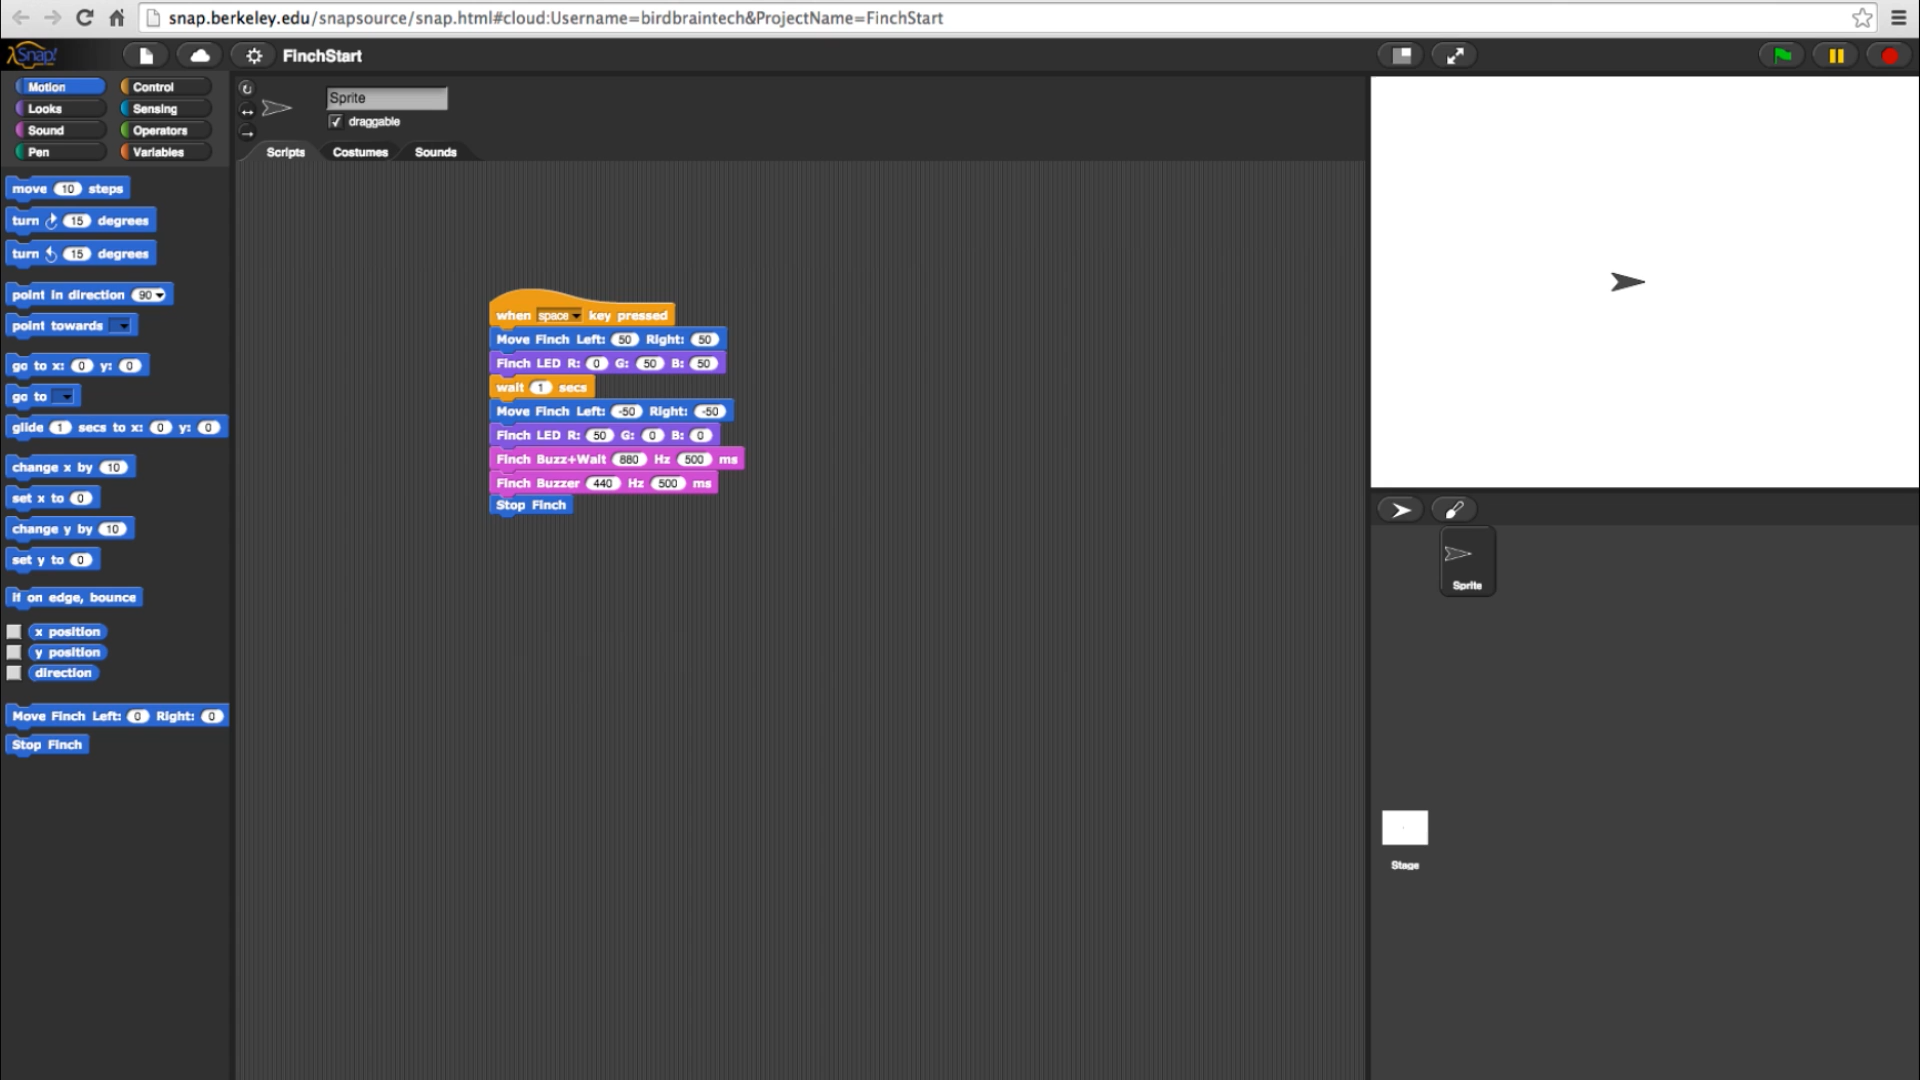 snap.berkeley.edu/snapsource/snap.html#cloud:Username=birdbraintech&ProjectName=FinchStart
Snap! FinchStart
Motion Control
Looks Sensing
Sound Operators
Pen Variables
Sprite
draggable
Scripts Costumes Sounds
move 10 steps
turn 15 degrees
turn 15 degrees
point in direction 90
point towards
go to x: 0 y: 0
go to
glide 1 secs to x: 0 y: 0
change x by 10
set x to 0
change y by 10
set y to 0
if on edge, bounce
x position
y position
direction
Move Finch Left: 0 Right: 0
Stop Finch
when space key pressed
Move Finch Left: 50 Right: 50
Finch LED R: 0 G: 50 B: 50
wait 1 secs
Move Finch Left: -50 Right: -50
Finch LED R: 50 G: 0 B: 0
Finch Buzz+Wait 880 Hz 500 ms
Finch Buzzer 440 Hz 500 ms
Stop Finch
Sprite
Stage